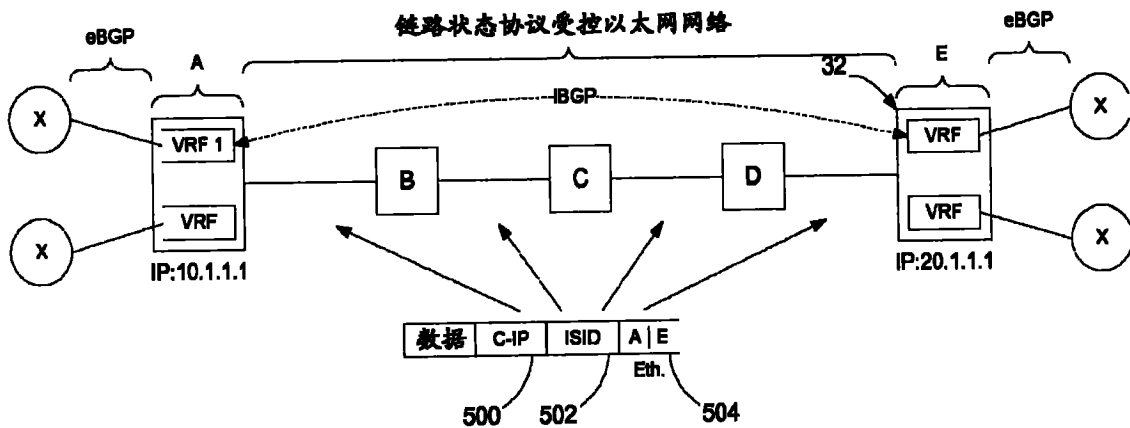 链路状态协议受控以太网网络
eBGP
A
32
E
eBGP
X
VRF 1
IBGP
VRF
X
B
C
D
X
VRF
VRF
X
IP:10.1.1.1
IP:20.1.1.1
数据 C-IP ISID A E
Eth.
500 502 504